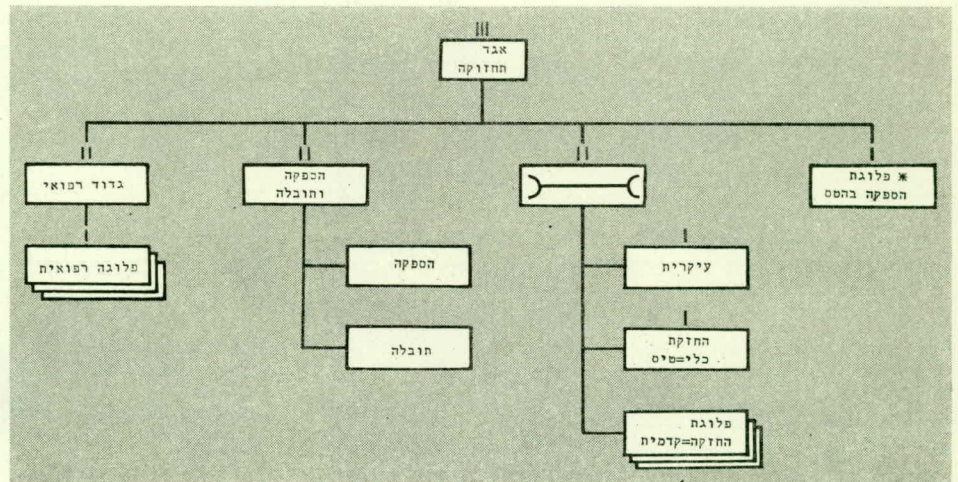 אגד
תחזוקה
* פלוגת
הספקה בהטס
הספקה
ותובלה
גדוד רפואי
עיקרית
הספקה
פלוגה רפואית
החזקת
כלי=טיס
תובלה
פלוגת
החזקה=קדמית